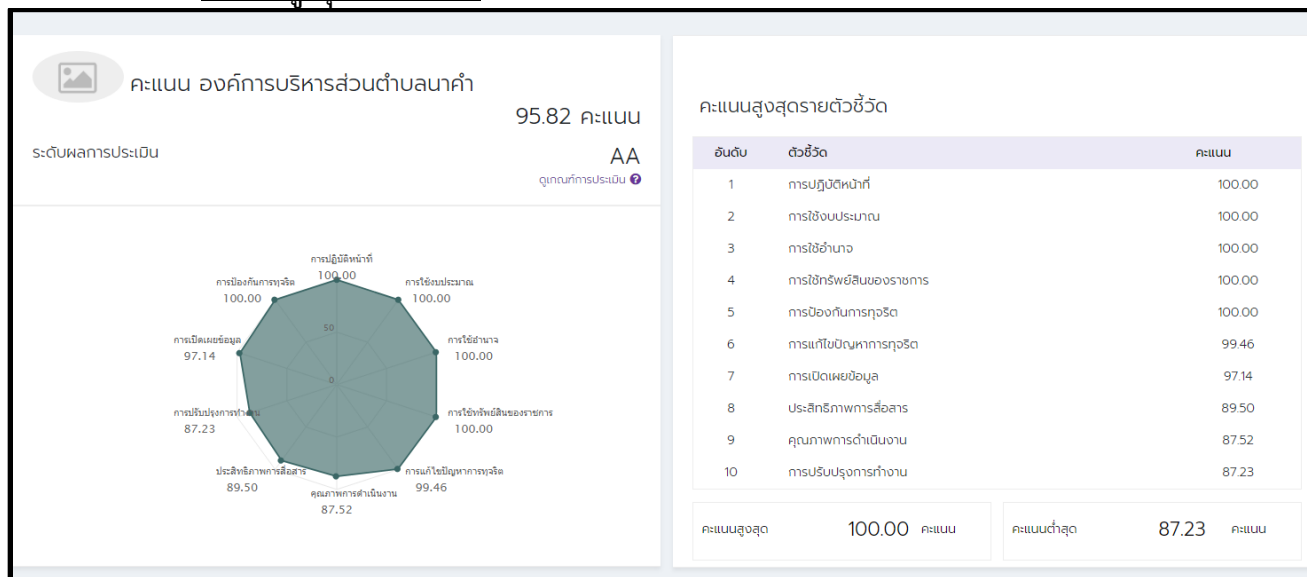 คะแนน องค์การบริหารส่วนตำบลนาคำ
95.82 คะแนน
ระดับผลการประเมิน
AA
ดูเกณฑ์การประเมิน
การปฏิบัติหน้าที่
100.00
การป้องกันการทุจริต
100.00
การใช้งบประมาณ
100.00
50
การเปิดเผยข้อมูล
97.14
การใช้อำนาจ
100.00
0
การปรับปรุงการทำงาน
87.23
การใช้ทรัพย์สินของราชการ
100.00
ประสิทธิภาพการสื่อสาร
89.50
การแก้ไขปัญหาการทุจริต
99.46
คุณภาพการดำเนินงาน
87.52
คะแนนสูงสุดรายตัวชี้วัด
อันดับ ตัวชี้วัด คะแนน
1 การปฏิบัติหน้าที่ 100.00
2 การใช้งบประมาณ 100.00
3 การใช้อำนาจ 100.00
4 การใช้ทรัพย์สินของราชการ 100.00
5 การป้องกันการทุจริต 100.00
6 การแก้ไขปัญหาการทุจริต 99.46
7 การเปิดเผยข้อมูล 97.14
8 ประสิทธิภาพการสื่อสาร 89.50
9 คุณภาพการดำเนินงาน 87.52
10 การปรับปรุงการทำงาน 87.23
คะแนนสูงสุด 100.00 คะแนน
คะแนนต่ำสุด 87.23 คะแนน